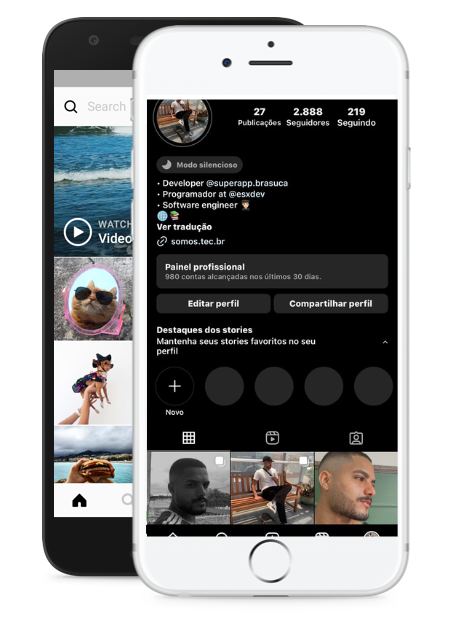 Search
WATCH
Video
27 2.888 219
Publicações Seguidores Seguindo
Modo silencioso
• Developer @superapp.brasuca
• Programador at @esxdev
• Software engineer
Ver tradução
somos.tec.br
Painel profissional
980 contas alcançadas nos últimos 30 dias.
Editar perfil Compartilhar perfil
Destaques dos stories
Mantenha seus stories favoritos no seu
perfil
Novo